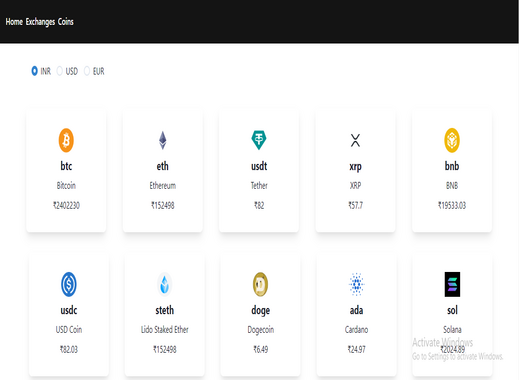 Home Exchanges Coins
INR USD EUR
btc eth usdt xrp bnb
Bitcoin Ethereum Tether XRP BNB
₹2402230 ₹152498 ₹82 ₹57.7 ₹19533.03
usdc steth doge ada sol
USD Coin Lido Staked Ether Dogecoin Cardano Solana
₹82.03 ₹152498 ₹6.49 ₹24.97 ₹2024.89
Activate Windows
Go to Settings to activate Windows.